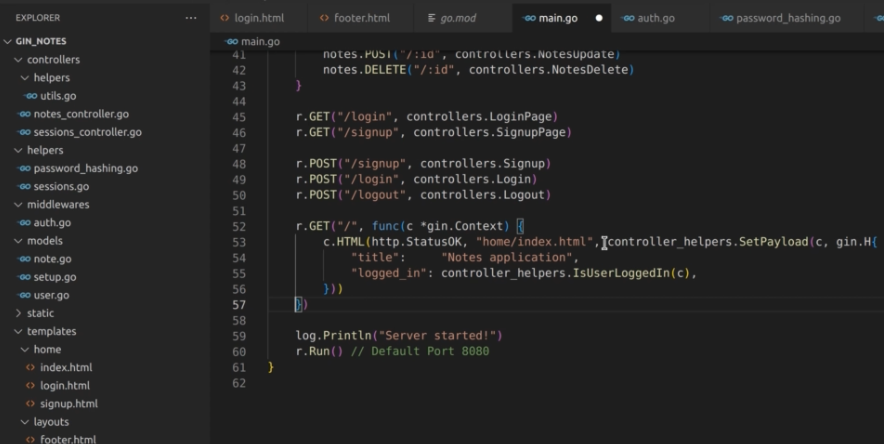 EXPLORER
...
GIN_NOTES
controllers
helpers
utils.go
notes_controller.go
sessions_controller.go
helpers
password_hashing.go
sessions.go
middlewares
auth.go
models
note.go
setup.go
user.go
static
templates
home
index.html
login.html
signup.html
layouts
footer.html
login.html
footer.html
go.mod
main.go
auth.go
password_hashing.go
main.go
41 notes.POST("/:id", controllers.NotesUpdate)
42 notes.DELETE("/:id", controllers.NotesDelete)
43 }
44
45 r.GET("/login", controllers.LoginPage)
46 r.GET("/signup", controllers.SignupPage)
47
48 r.POST("/signup", controllers.Signup)
49 r.POST("/login", controllers.Login)
50 r.POST("/logout", controllers.Logout)
51
52 r.GET("/", func(c *gin.Context) {
53 c.HTML(http.StatusOK, "home/index.html", controller_helpers.SetPayload(c, gin.H{
54 "title": "Notes application",
55 "logged_in": controller_helpers.IsUserLoggedIn(c),
56 }))
57 })
58
59 log.Println("Server started!")
60 r.Run() // Default Port 8080
61 }
62